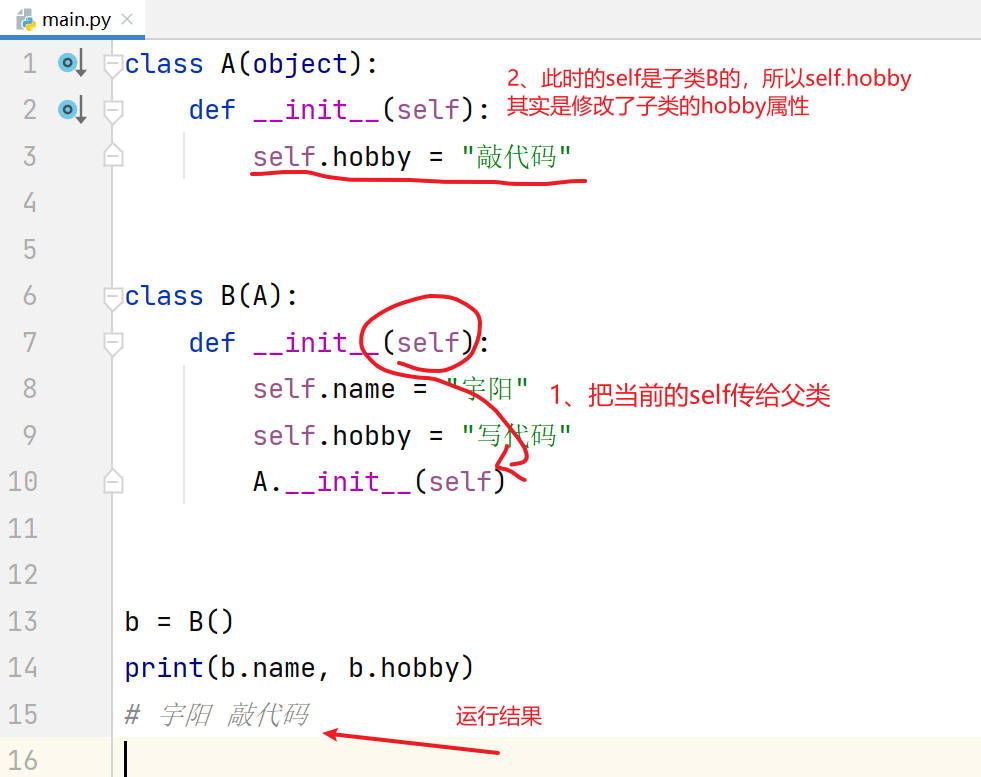 main.py
1 class A(object):
2、此时的self是子类B的，所以self.hobby
其实是修改了子类的hobby属性
2 def __init__(self):
3 self.hobby = "敲代码"
4
5
6 class B(A):
7 def __init__(self):
8 self.name = "宇阳"
1、把当前的self传给父类
9 self.hobby = "写代码"
10 A.__init__(self)
11
12
13 b = B()
14 print(b.name, b.hobby)
15 # 宇阳 敲代码
运行结果
16